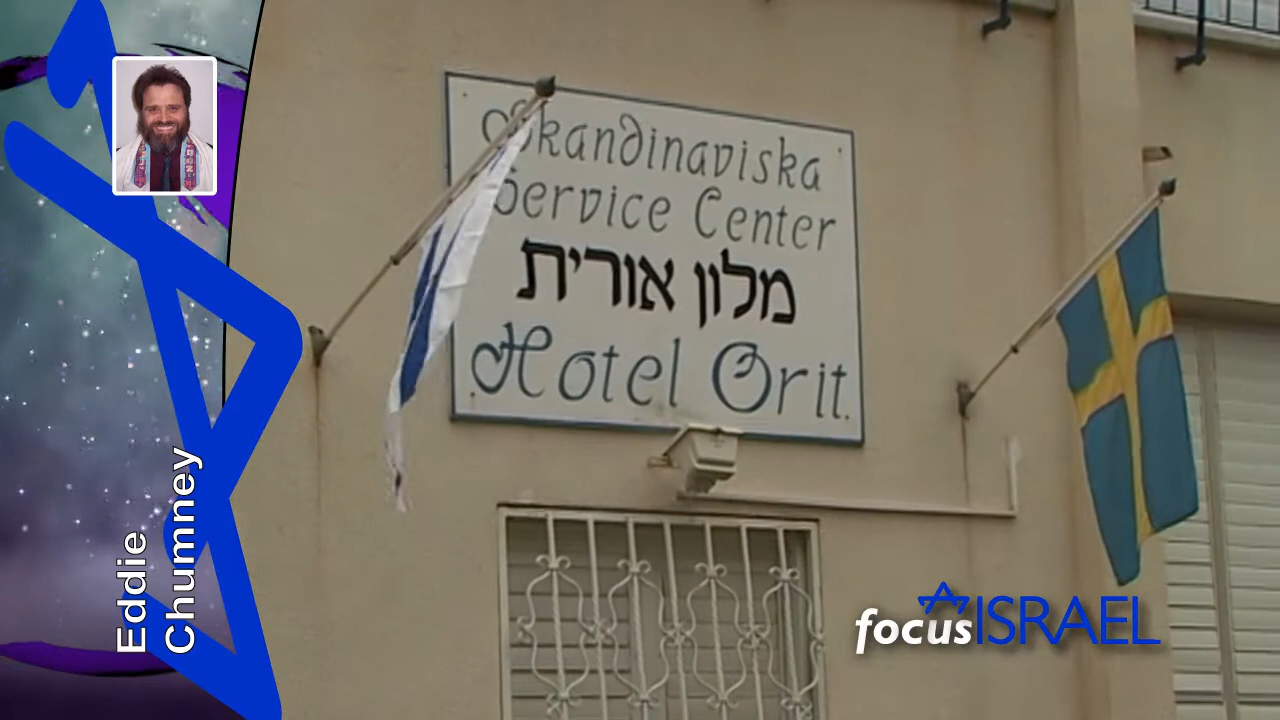 Skandinaviska
Service Center
מלון אורית
Hotel Orit.
Eddie
Chumney
focusISRAEL